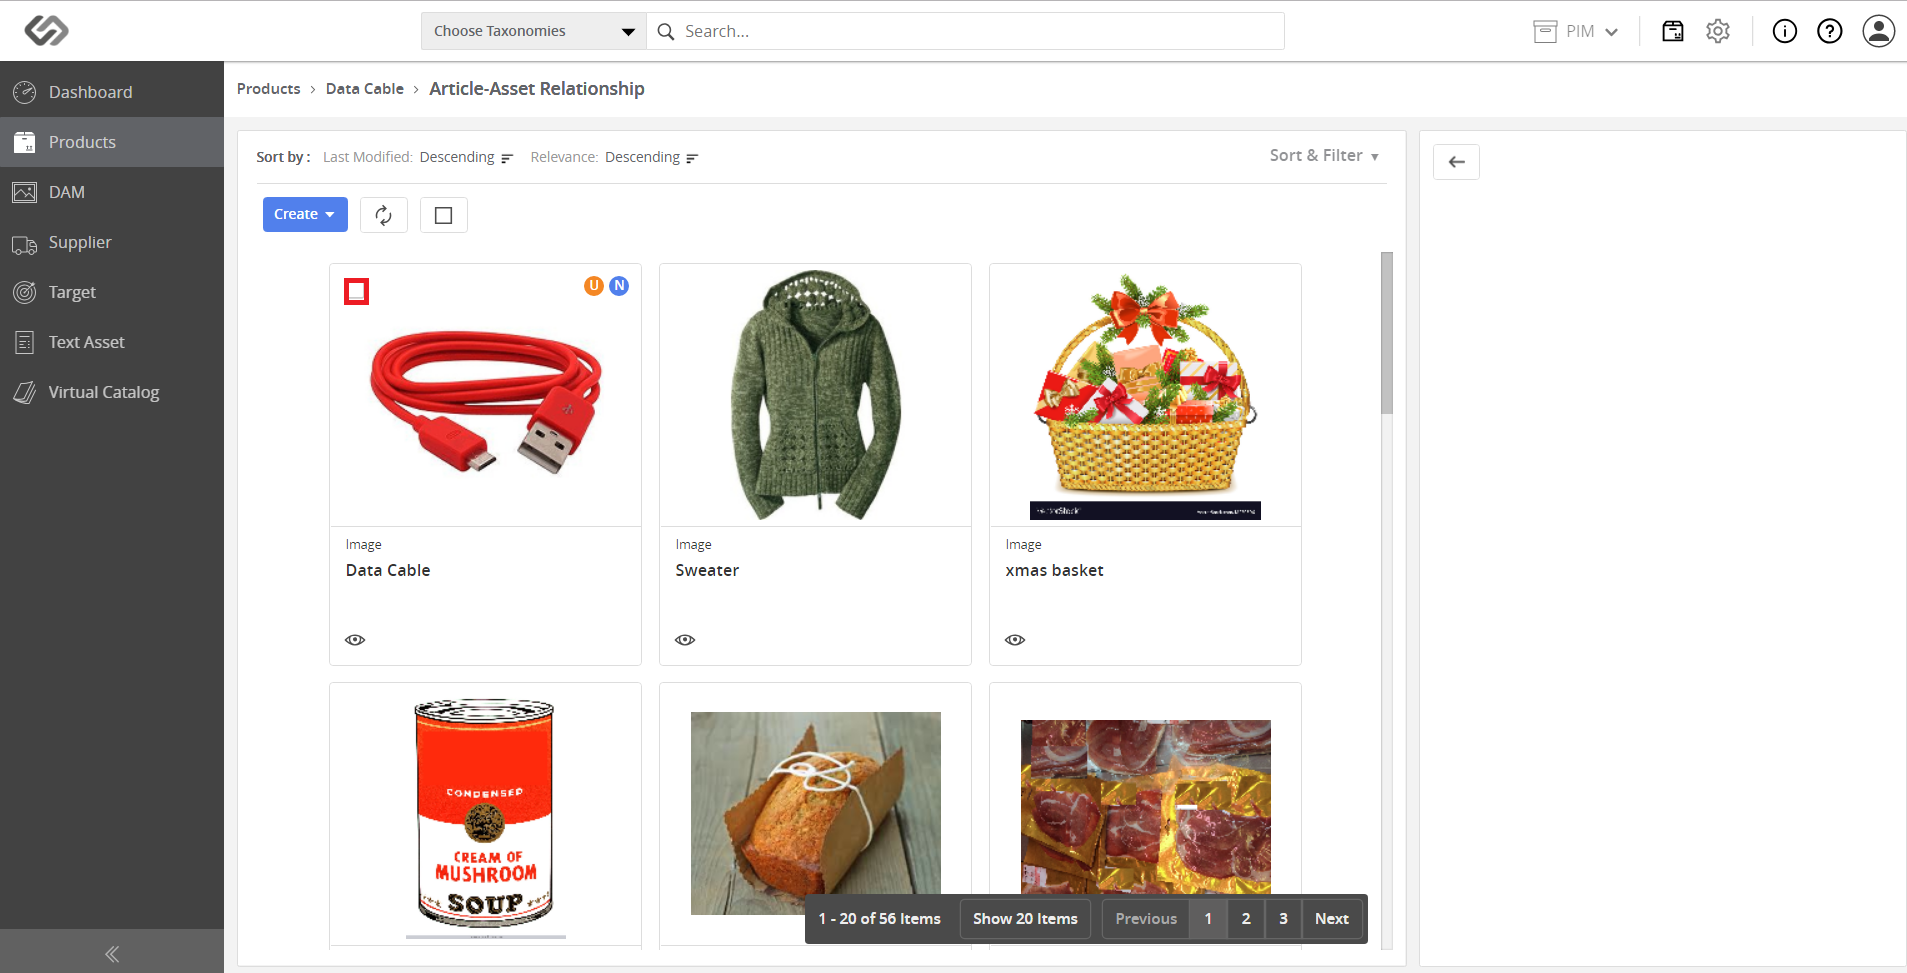 Choose Taxonomies
Search...
PIM
Dashboard
Products
DAM
Supplier
Target
Text Asset
Virtual Catalog
Products › Data Cable › Article-Asset Relationship
Sort by : Last Modified: Descending Relevance: Descending
Sort & Filter
Create
U N
Image
Data Cable
Image
Sweater
Image
xmas basket
CONDENSED
CREAM OF
MUSHROOM
SOUP
1 - 20 of 56 Items
Show 20 Items
Previous 1 2 3 Next